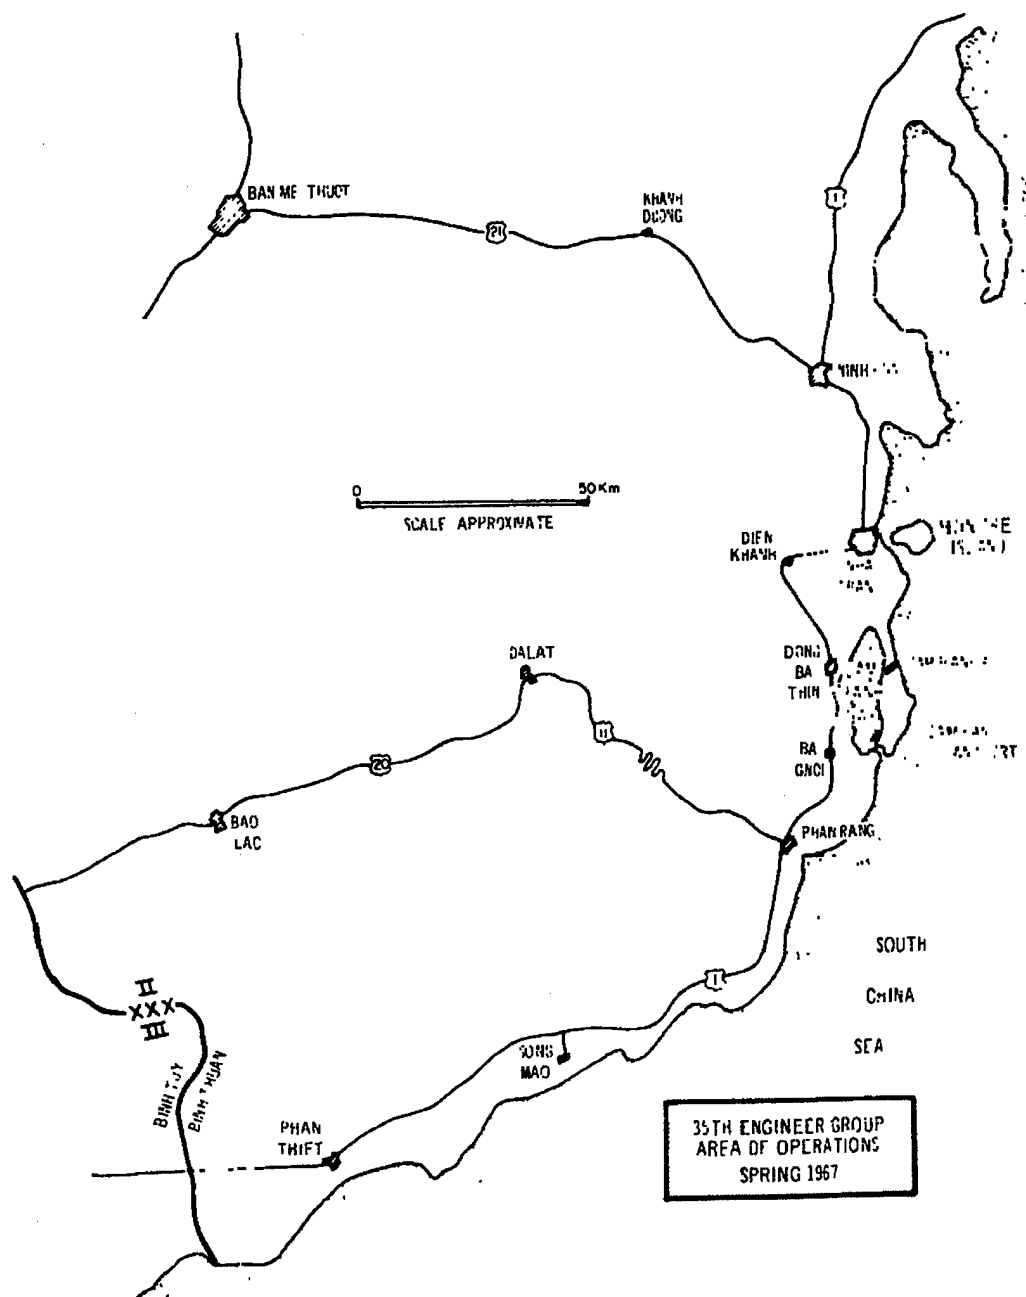 BAN ME THUOT
KHANH
DUONG
21
1
0
50 Km
SCALE APPROXIMATE
DIEN
KHANH
DALAT
DONG
BA
THIN
11
20
BA
BAO
LAC
PHAN RANG
SOUTH
CHINA
SEA
II
XXX
III
1
SONG
MAO
BINH TUY
BINH THUAN
PHAN
THIET
35TH ENGINEER GROUP
AREA OF OPERATIONS
SPRING 1967